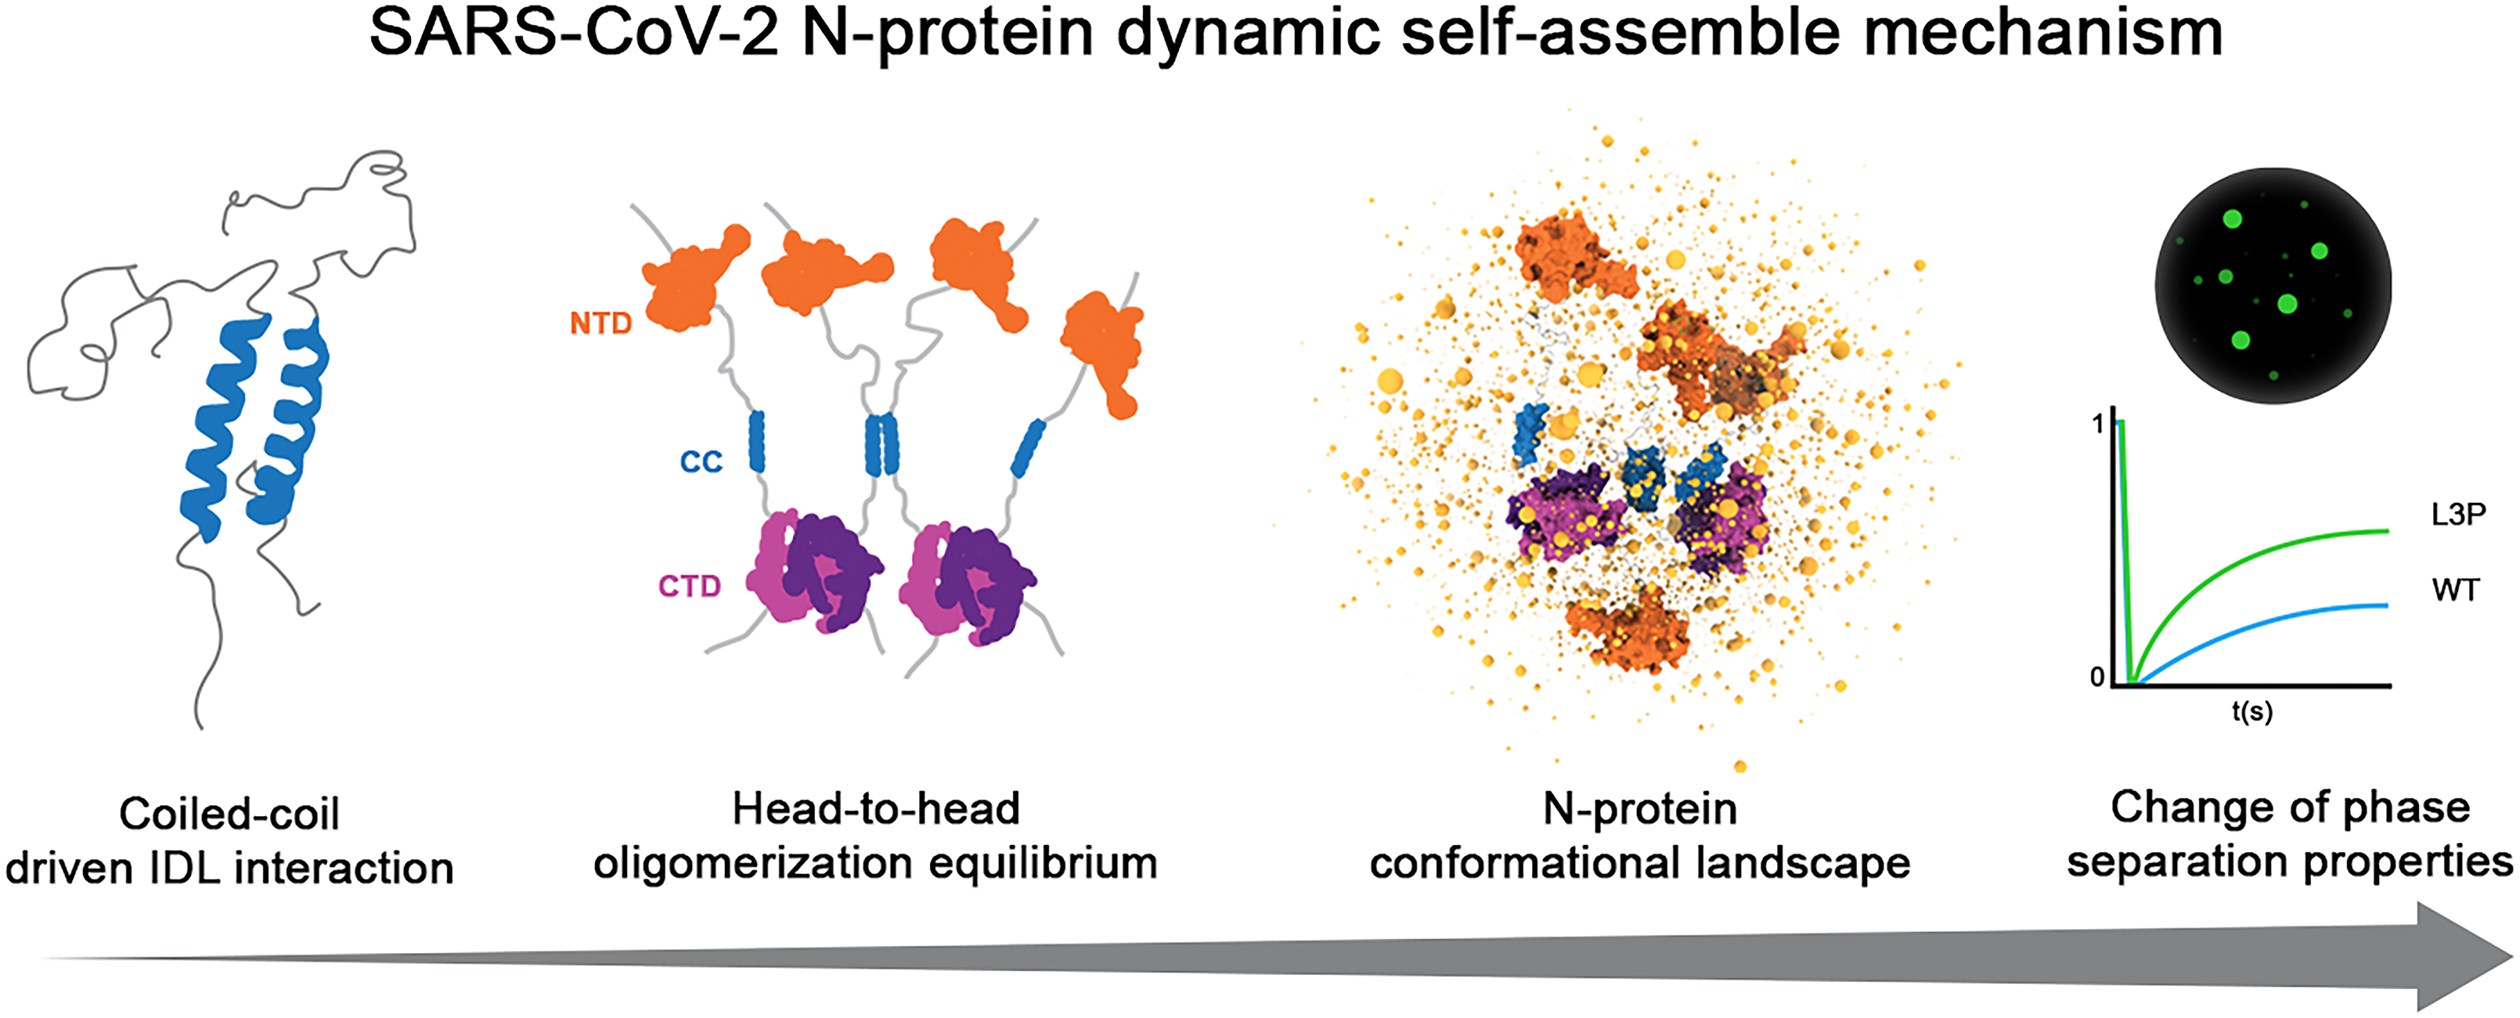 SARS-CoV-2 N-protein dynamic self-assemble mechanism
NTD
CC
CTD
1
0
L3P
WT
t(s)
Coiled-coil
driven IDL interaction
Head-to-head
oligomerization equilibrium
N-protein
conformational landscape
Change of phase
separation properties